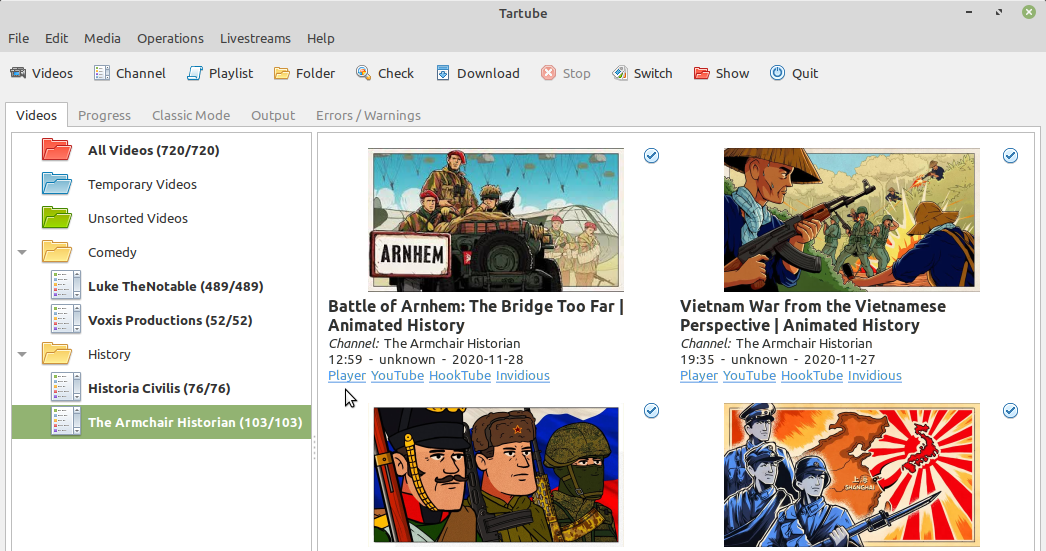 Tartube
File Edit Media Operations Livestreams Help
Videos Channel Playlist Folder Check Download Stop Switch Show Quit
Videos Progress Classic Mode Output Errors / Warnings
All Videos (720/720)
Temporary Videos
Unsorted Videos
Comedy
Luke TheNotable (489/489)
Voxis Productions (52/52)
History
Historia Civilis (76/76)
The Armchair Historian (103/103)
ARNHEM
Battle of Arnhem: The Bridge Too Far |
Animated History
Channel: The Armchair Historian
12:59 - unknown - 2020-11-28
Player YouTube HookTube Invidious
Vietnam War from the Vietnamese
Perspective | Animated History
Channel: The Armchair Historian
19:35 - unknown - 2020-11-27
Player YouTube HookTube Invidious
上海
SHANGHAI